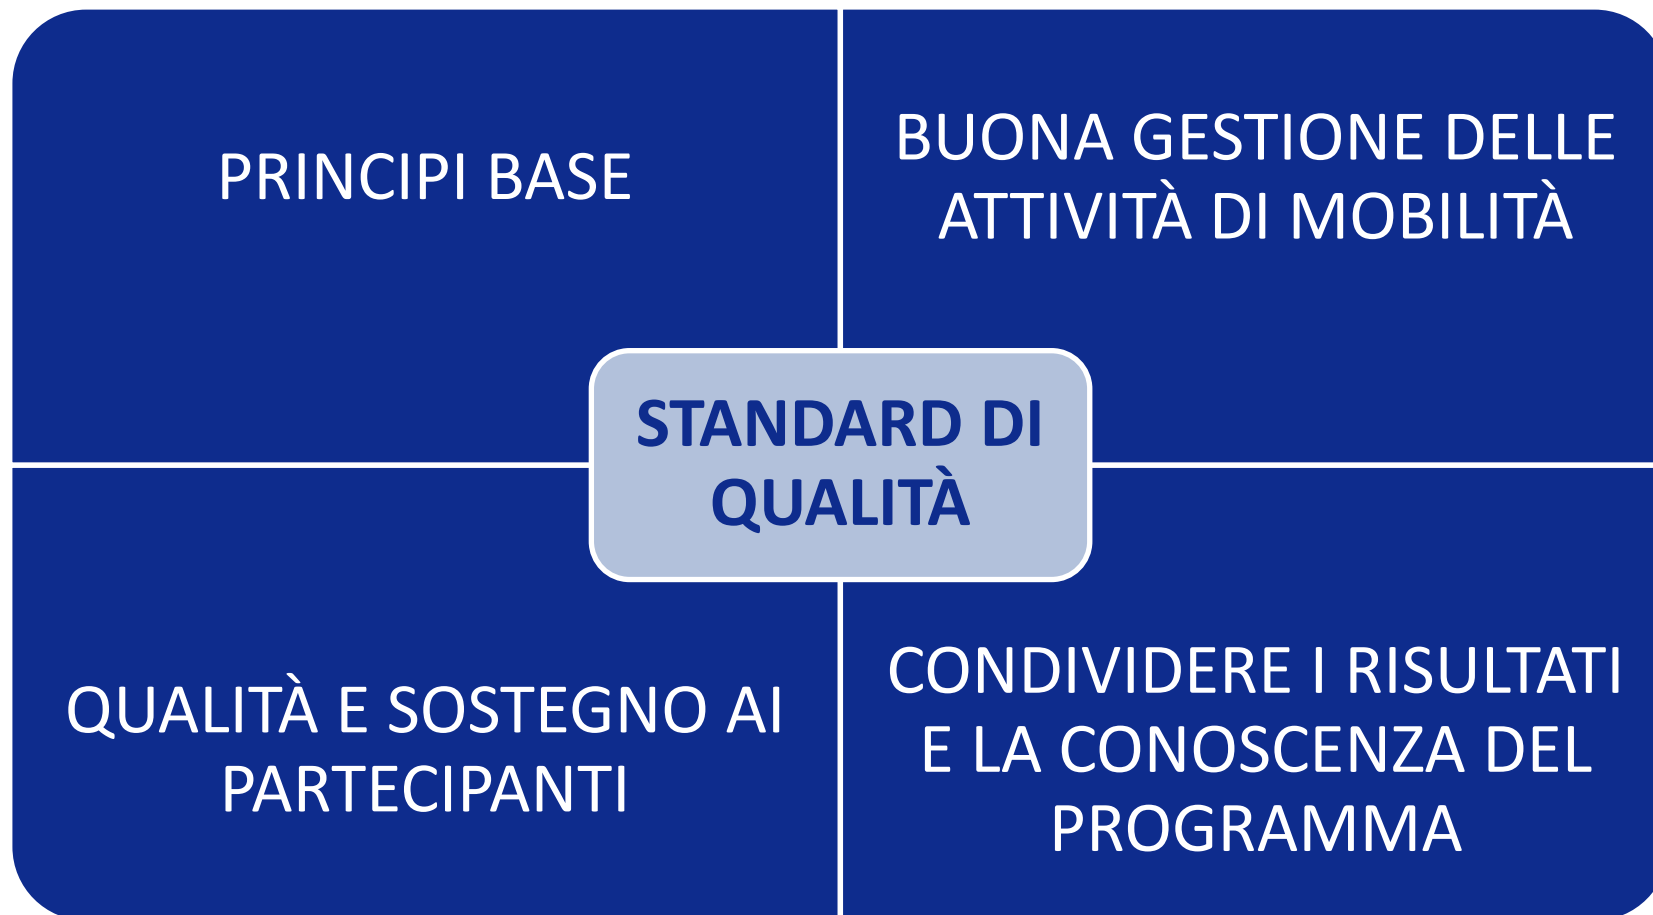 PRINCIPI BASE
BUONA GESTIONE DELLE
ATTIVITÀ DI MOBILITÀ
STANDARD DI
QUALITÀ
QUALITÀ E SOSTEGNO AI
PARTECIPANTI
CONDIVIDERE I RISULTATI
E LA CONOSCENZA DEL
PROGRAMMA